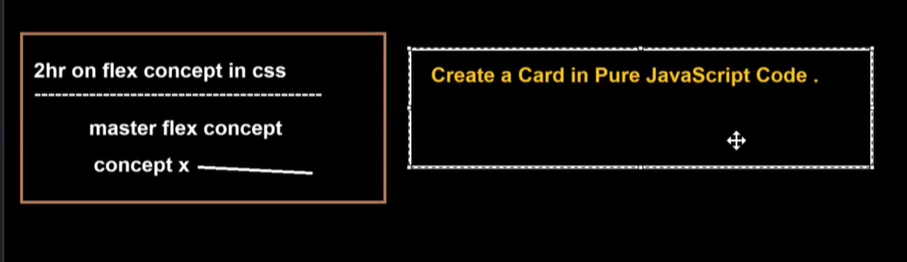 2hr on flex concept in css
-----------------------------------------
master flex concept
concept x
Create a Card in Pure JavaScript Code .